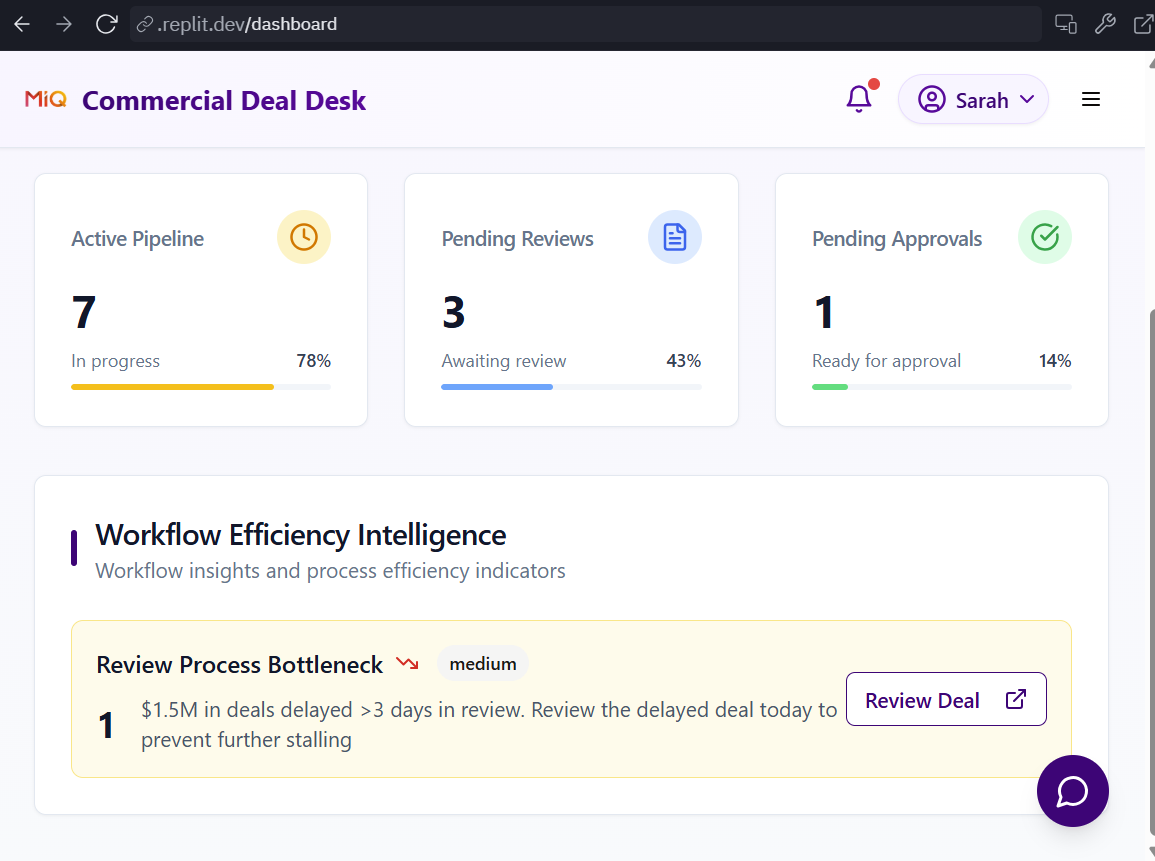 .replit.dev/dashboard
MiQ Commercial Deal Desk
Sarah
Active Pipeline
7
In progress 78%
Pending Reviews
3
Awaiting review 43%
Pending Approvals
1
Ready for approval 14%
Workflow Efficiency Intelligence
Workflow insights and process efficiency indicators
Review Process Bottleneck medium
1
$1.5M in deals delayed >3 days in review. Review the delayed deal today to
prevent further stalling
Review Deal